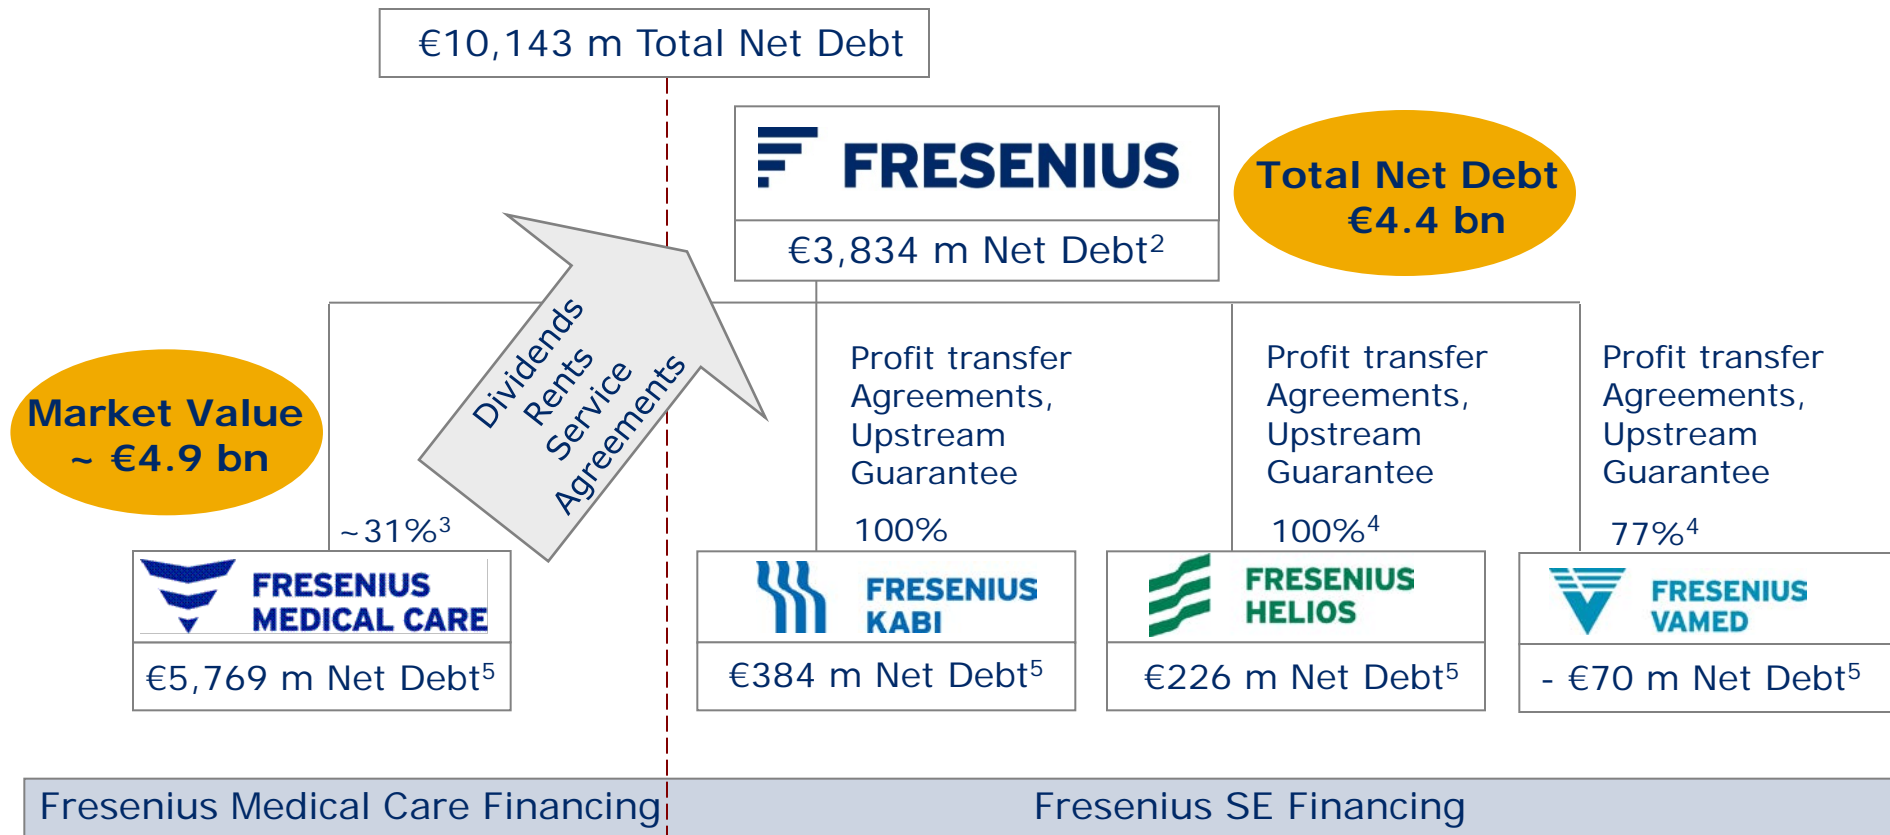 €10,143 m Total Net Debt
FRESENIUS
€3,834 m Net Debt²
Total Net Debt
€4.4 bn
Market Value
~ €4.9 bn
Dividends
Rents
Service
Agreements
~31%³
Profit transfer
Agreements,
Upstream
Guarantee
100%
Profit transfer
Agreements,
Upstream
Guarantee
100%⁴
Profit transfer
Agreements,
Upstream
Guarantee
77%⁴
FRESENIUS
MEDICAL CARE
€5,769 m Net Debt⁵
FRESENIUS
KABI
€384 m Net Debt⁵
FRESENIUS
HELIOS
€226 m Net Debt⁵
FRESENIUS
VAMED
- €70 m Net Debt⁵
Fresenius Medical Care Financing
Fresenius SE Financing